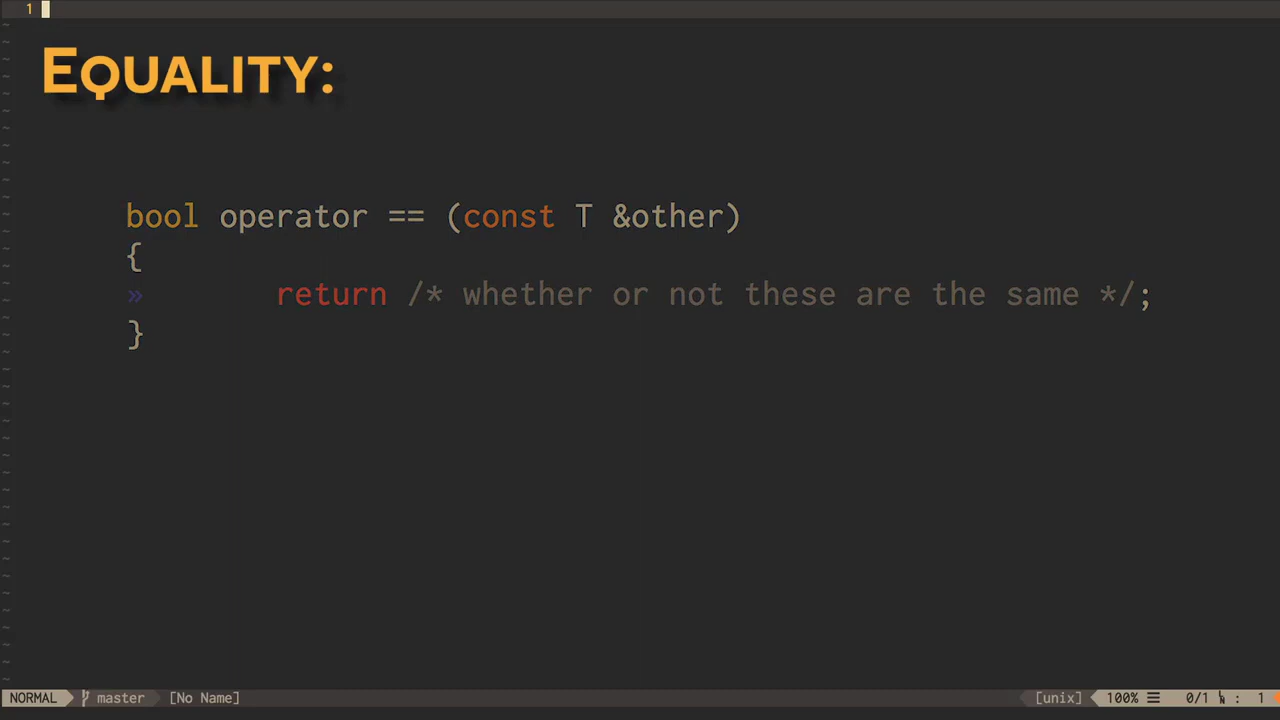 1
EQUALITY:
bool operator == (const T &other)
{
» return /* whether or not these are the same */;
}
NORMAL master [No Name] [unix] 100% ☰ 0/1 ㏑ : 1